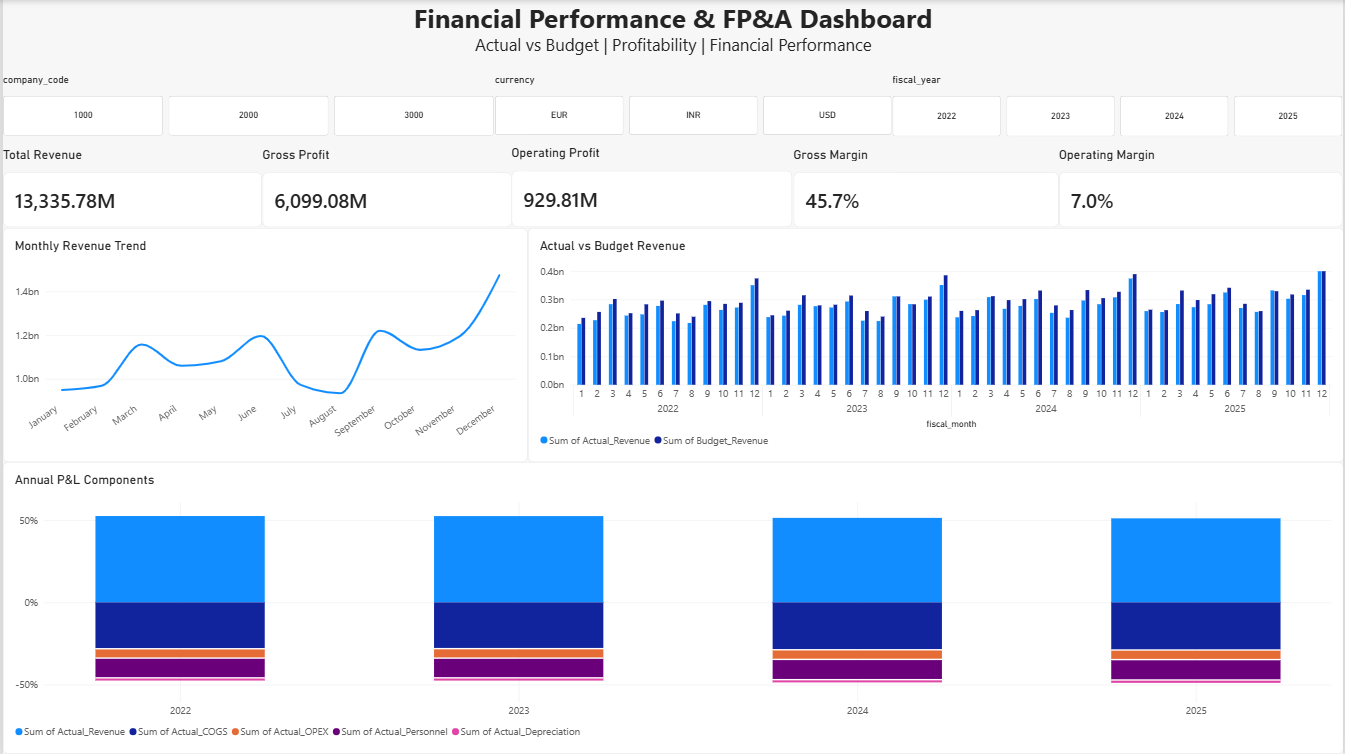 Financial Performance & FP&A Dashboard
Actual vs Budget | Profitability | Financial Performance
company_code currency fiscal_year
1000 2000 3000 EUR INR USD 2022 2023 2024 2025
Total Revenue Gross Profit Operating Profit Gross Margin Operating Margin
13,335.78M 6,099.08M 929.81M 45.7% 7.0%
Monthly Revenue Trend
1.4bn
1.2bn
1.0bn
January February March April May June July August September October November December
Actual vs Budget Revenue
0.4bn
0.3bn
0.2bn
0.1bn
0.0bn
1 2 3 4 5 6 7 8 9 10 11 12 1 2 3 4 5 6 7 8 9 10 11 12 1 2 3 4 5 6 7 8 9 10 11 12 1 2 3 4 5 6 7 8 9 10 11 12
2022 2023 2024 2025
fiscal_month
Sum of Actual_Revenue Sum of Budget_Revenue
Annual P&L Components
50%
0%
-50%
2022 2023 2024 2025
Sum of Actual_Revenue Sum of Actual_COGS Sum of Actual_OPEX Sum of Actual_Personnel Sum of Actual_Depreciation